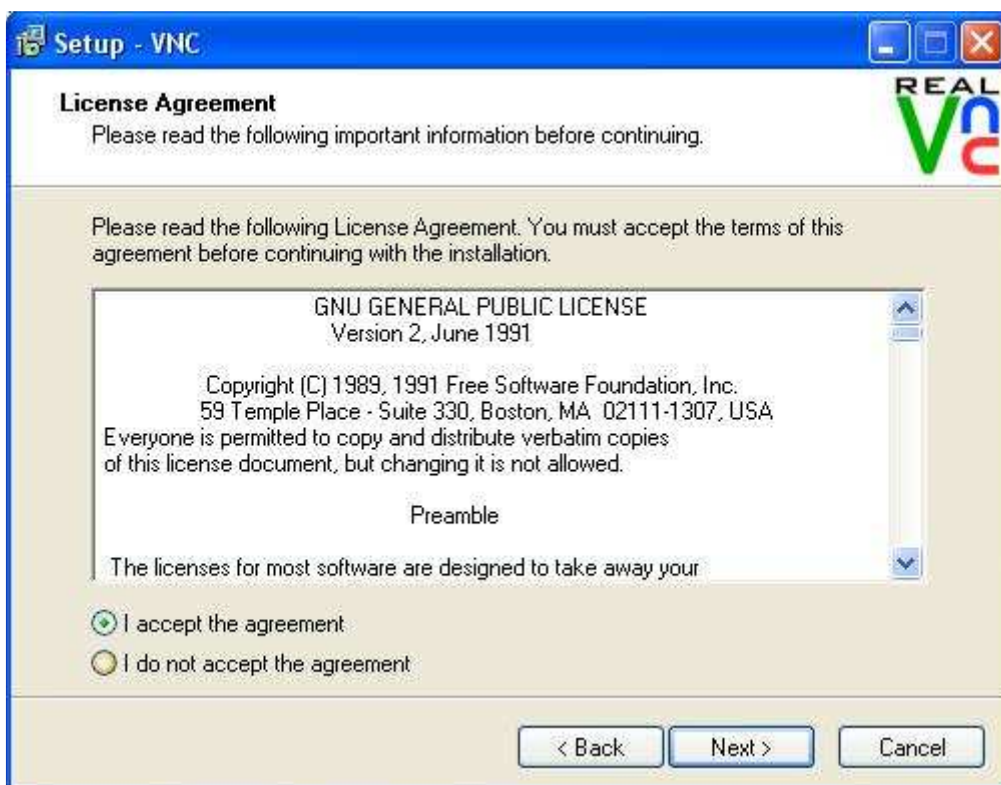 Setup - VNC
License Agreement
Please read the following important information before continuing.
REAL
VNC
Please read the following License Agreement. You must accept the terms of this
agreement before continuing with the installation.
GNU GENERAL PUBLIC LICENSE
Version 2, June 1991
Copyright (C) 1989, 1991 Free Software Foundation, Inc.
59 Temple Place - Suite 330, Boston, MA 02111-1307, USA
Everyone is permitted to copy and distribute verbatim copies
of this license document, but changing it is not allowed.
Preamble
The licenses for most software are designed to take away your
I accept the agreement
I do not accept the agreement
< Back
Next >
Cancel